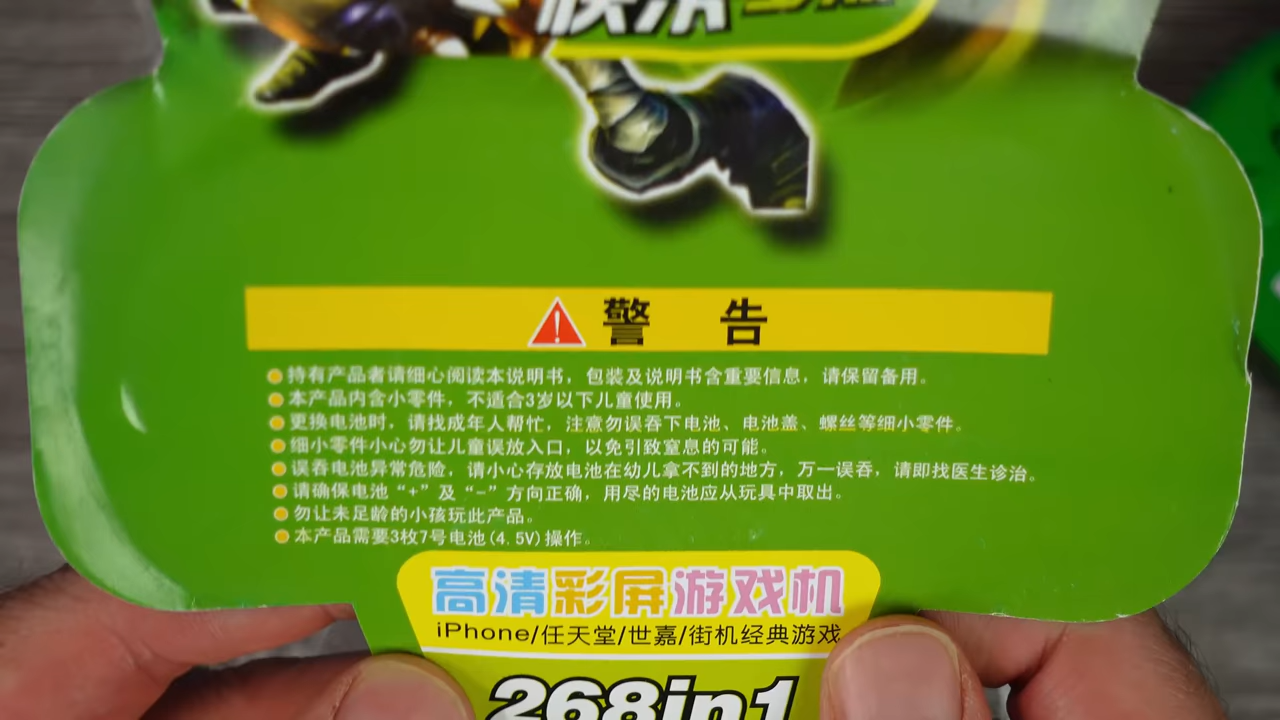 快乐
警 告
持有产品者请细心阅读本说明书，包装及说明书含重要信息，请保留备用。
本产品内含小零件，不适合3岁以下儿童使用。
更换电池时，请找成年人帮忙，注意勿误吞下电池、电池盖、螺丝等细小零件。
细小零件小心勿让儿童误放入口，以免引致窒息的可能。
误吞电池异常危险，请小心存放电池在幼儿拿不到的地方，万一误吞，请即找医生诊治。
请确保电池“+”及“-”方向正确，用尽的电池应从玩具中取出。
勿让未足龄的小孩玩此产品。
本产品需要3枚7号电池(4.5V)操作。
高清彩屏游戏机
iPhone/任天堂/世嘉/街机经典游戏
268in1